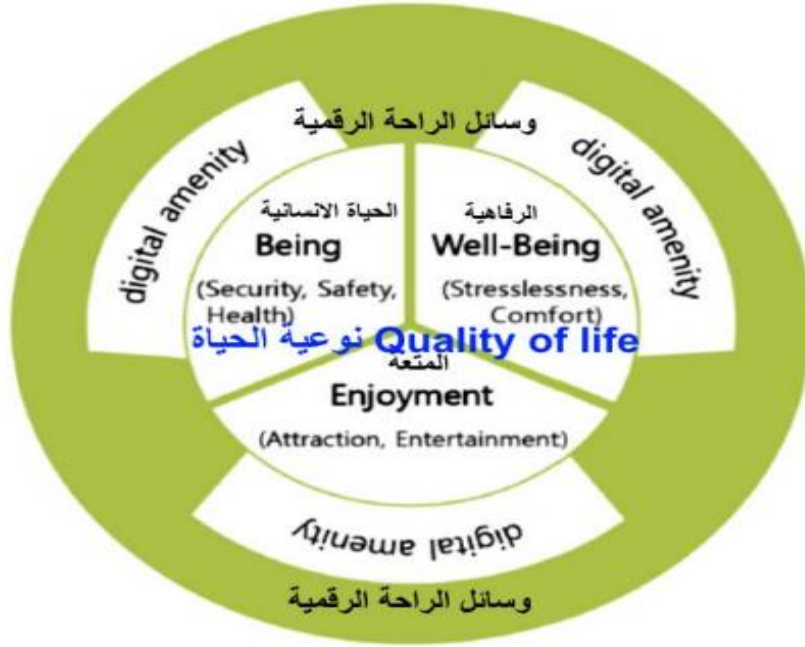 وسائل الراحة الرقمية
digital amenity
digital amenity
الحياة الانسانية
Being
(Security, Safety,
Health)
الرفاهية
Well-Being
(Stresslessness,
Comfort)
نوعية الحياة Quality of life
المتعه
Enjoyment
(Attraction, Entertainment)
digital amenity
وسائل الراحة الرقمية